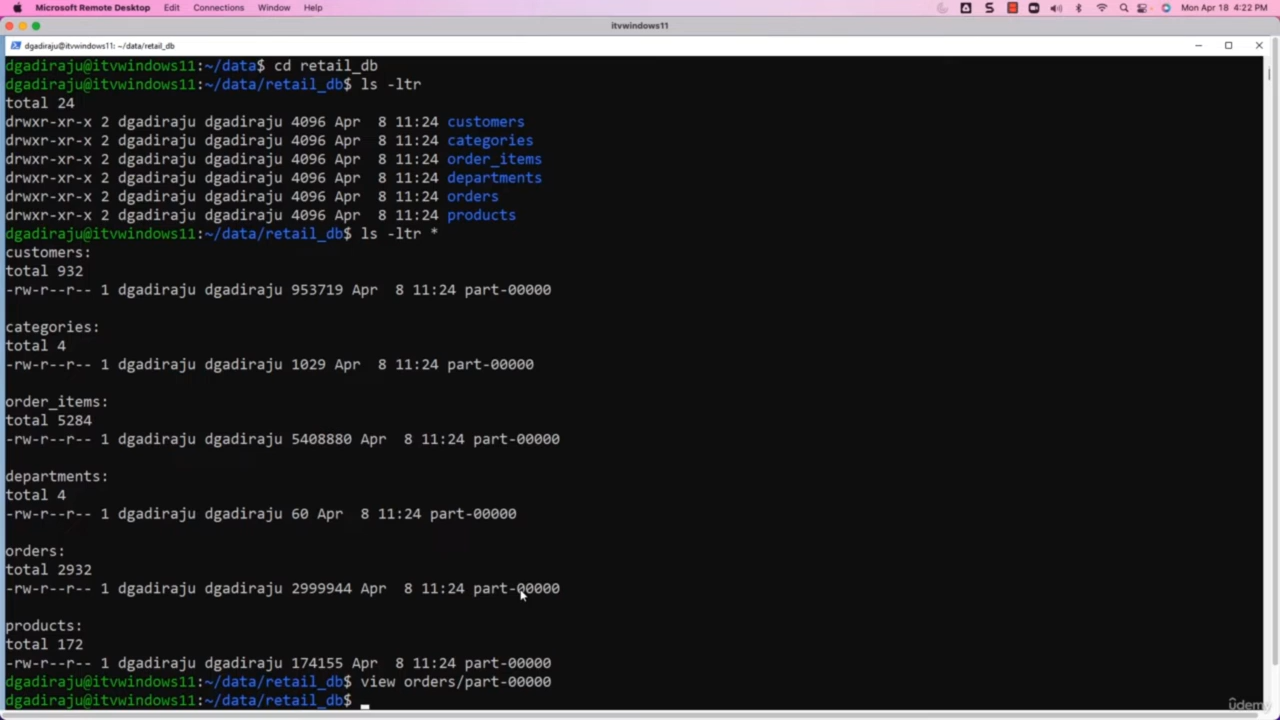 Microsoft Remote Desktop Edit Connections Window Help Mon Apr 18 4:22 PM
itvwindows11
dgadiraju@itvwindows11: ~/data/retail_db
dgadiraju@itvwindows11:~/data$ cd retail_db
dgadiraju@itvwindows11:~/data/retail_db$ ls -ltr
total 24
drwxr-xr-x 2 dgadiraju dgadiraju 4096 Apr  8 11:24 customers
drwxr-xr-x 2 dgadiraju dgadiraju 4096 Apr  8 11:24 categories
drwxr-xr-x 2 dgadiraju dgadiraju 4096 Apr  8 11:24 order_items
drwxr-xr-x 2 dgadiraju dgadiraju 4096 Apr  8 11:24 departments
drwxr-xr-x 2 dgadiraju dgadiraju 4096 Apr  8 11:24 orders
drwxr-xr-x 2 dgadiraju dgadiraju 4096 Apr  8 11:24 products
dgadiraju@itvwindows11:~/data/retail_db$ ls -ltr *
customers:
total 932
-rw-r--r-- 1 dgadiraju dgadiraju 953719 Apr  8 11:24 part-00000
categories:
total 4
-rw-r--r-- 1 dgadiraju dgadiraju 1029 Apr  8 11:24 part-00000
order_items:
total 5284
-rw-r--r-- 1 dgadiraju dgadiraju 5408880 Apr  8 11:24 part-00000
departments:
total 4
-rw-r--r-- 1 dgadiraju dgadiraju 60 Apr  8 11:24 part-00000
orders:
total 2932
-rw-r--r-- 1 dgadiraju dgadiraju 2999944 Apr  8 11:24 part-00000
products:
total 172
-rw-r--r-- 1 dgadiraju dgadiraju 174155 Apr  8 11:24 part-00000
dgadiraju@itvwindows11:~/data/retail_db$ view orders/part-00000
dgadiraju@itvwindows11:~/data/retail_db$
udemy